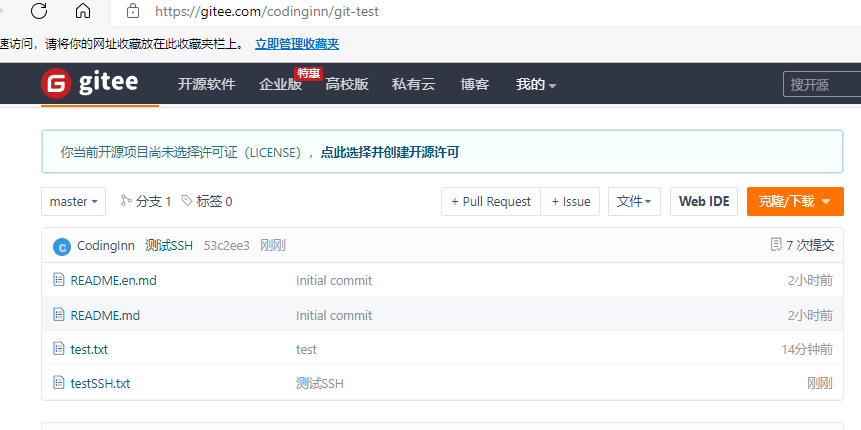 https://gitee.com/codinginn/git-test
速访问，请将你的网址收藏放在此收藏夹栏上。 立即管理收藏夹
G gitee 开源软件 企业版 特惠 高校版 私有云 博客 我的 搜开源
你当前开源项目尚未选择许可证（LICENSE），点此选择并创建开源许可
master 分支 1 标签 0 + Pull Request + Issue 文件 Web IDE 克隆/下载
C CodingInn 测试SSH 53c2ee3 刚刚 7 次提交
README.en.md Initial commit 2小时前
README.md Initial commit 2小时前
test.txt test 14分钟前
testSSH.txt 测试SSH 刚刚